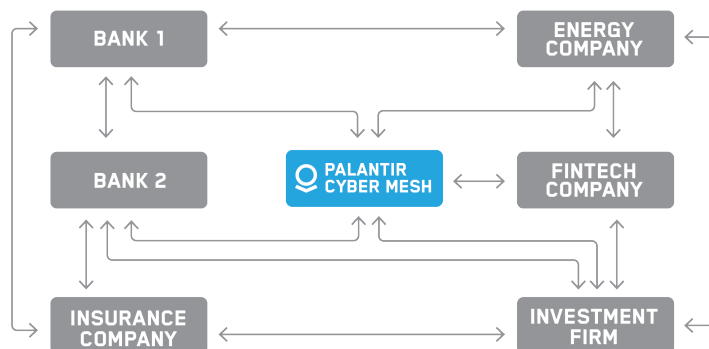 BANK 1
ENERGY
COMPANY
BANK 2
PALANTIR
CYBER MESH
FINTECH
COMPANY
INSURANCE
COMPANY
INVESTMENT
FIRM